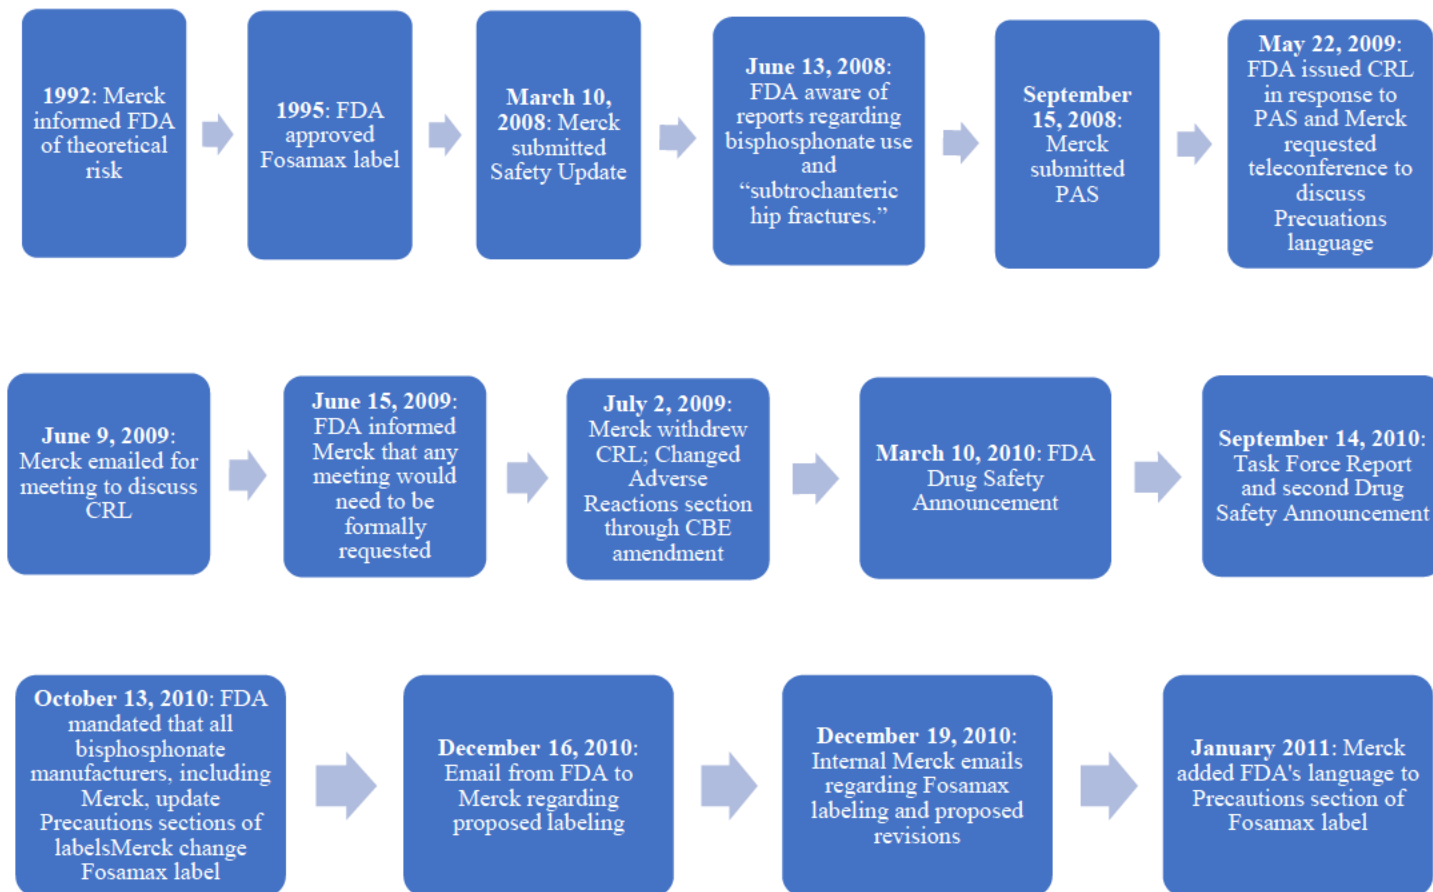 1992: Merck
informed FDA
of theoretical
risk
1995: FDA
approved
Fosamax label
March 10,
2008: Merck
submitted
Safety Update
June 13, 2008:
FDA aware of
reports regarding
bisphosphonate use
and
“subtrochanteric
hip fractures.”
September
15, 2008:
Merck
submitted
PAS
May 22, 2009:
FDA issued CRL
in response to
PAS and Merck
requested
teleconference to
discuss
Precuations
language
June 9, 2009:
Merck emailed for
meeting to discuss
CRL
June 15, 2009:
FDA informed
Merck that any
meeting would
need to be
formally
requested
July 2, 2009:
Merck withdrew
CRL; Changed
Adverse
Reactions section
through CBE
amendment
March 10, 2010: FDA
Drug Safety
Announcement
September 14, 2010:
Task Force Report
and second Drug
Safety Announcement
October 13, 2010: FDA
mandated that all
bisphosphonate
manufacturers, including
Merck, update
Precautions sections of
labelsMerck change
Fosamax label
December 16, 2010:
Email from FDA to
Merck regarding
proposed labeling
December 19, 2010:
Internal Merck emails
regarding Fosamax
labeling and proposed
revisions
January 2011: Merck
added FDA's language to
Precautions section of
Fosamax label